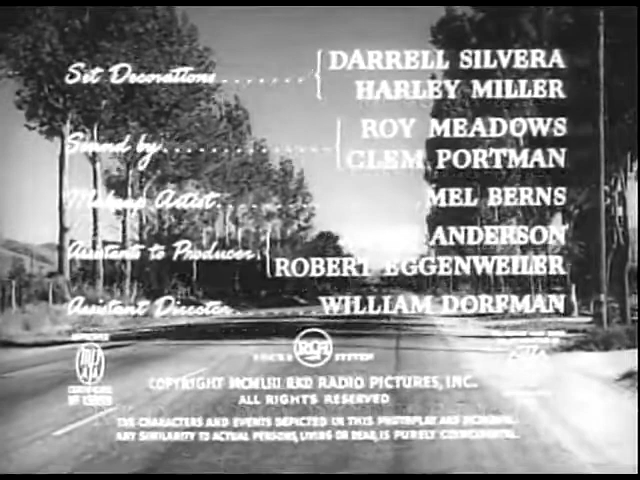 Set Decorations....... DARRELL SILVERA
HARLEY MILLER
Sound by............... ROY MEADOWS
CLEM PORTMAN
Makeup Artist............ MEL BERNS
Assistants to Producer. ANDERSON
ROBERT EGGENWEILER
Assistant Director....... WILLIAM DORFMAN
RCA
SYSTEM
COPYRIGHT MCMLIII RKO RADIO PICTURES, INC.
ALL RIGHTS RESERVED
THE CHARACTERS AND EVENTS DEPICTED IN THIS PHOTOPLAY ARE FICTIONAL.
ANY SIMILARITY TO ACTUAL PERSONS, LIVING OR DEAD, IS PURELY COINCIDENTAL.